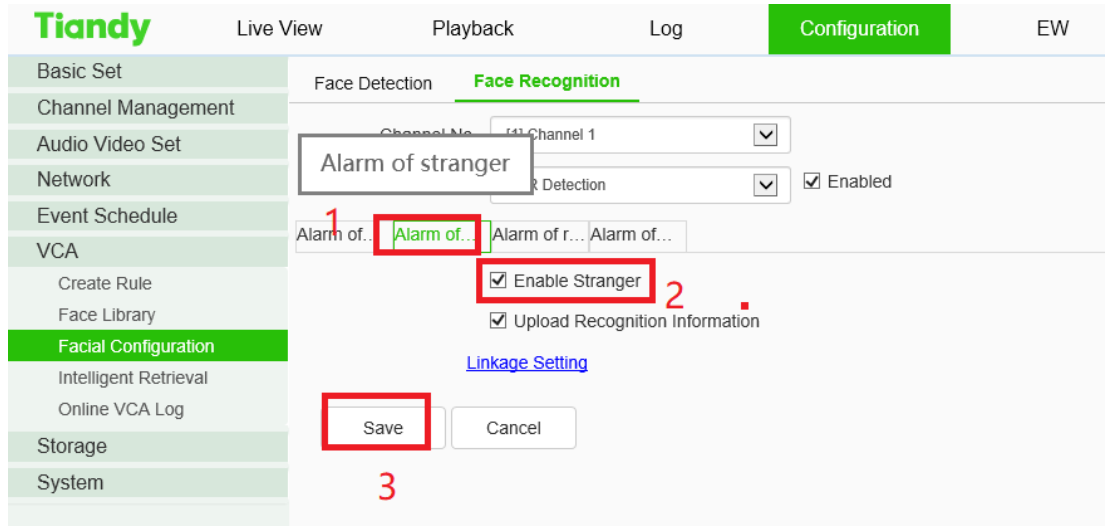 Tiandy Live View Playback Log Configuration EW
Basic Set
Face Detection Face Recognition
Channel Management
Channel No [1] Channel 1
Audio Video Set
Alarm of stranger
Network
R Detection Enabled
Event Schedule
1
Alarm of... Alarm of... Alarm of r... Alarm of...
VCA
Create Rule
Enable Stranger
2
Face Library
Upload Recognition Information
Facial Configuration
Linkage Setting
Intelligent Retrieval
Online VCA Log
Save Cancel
Storage
System
3